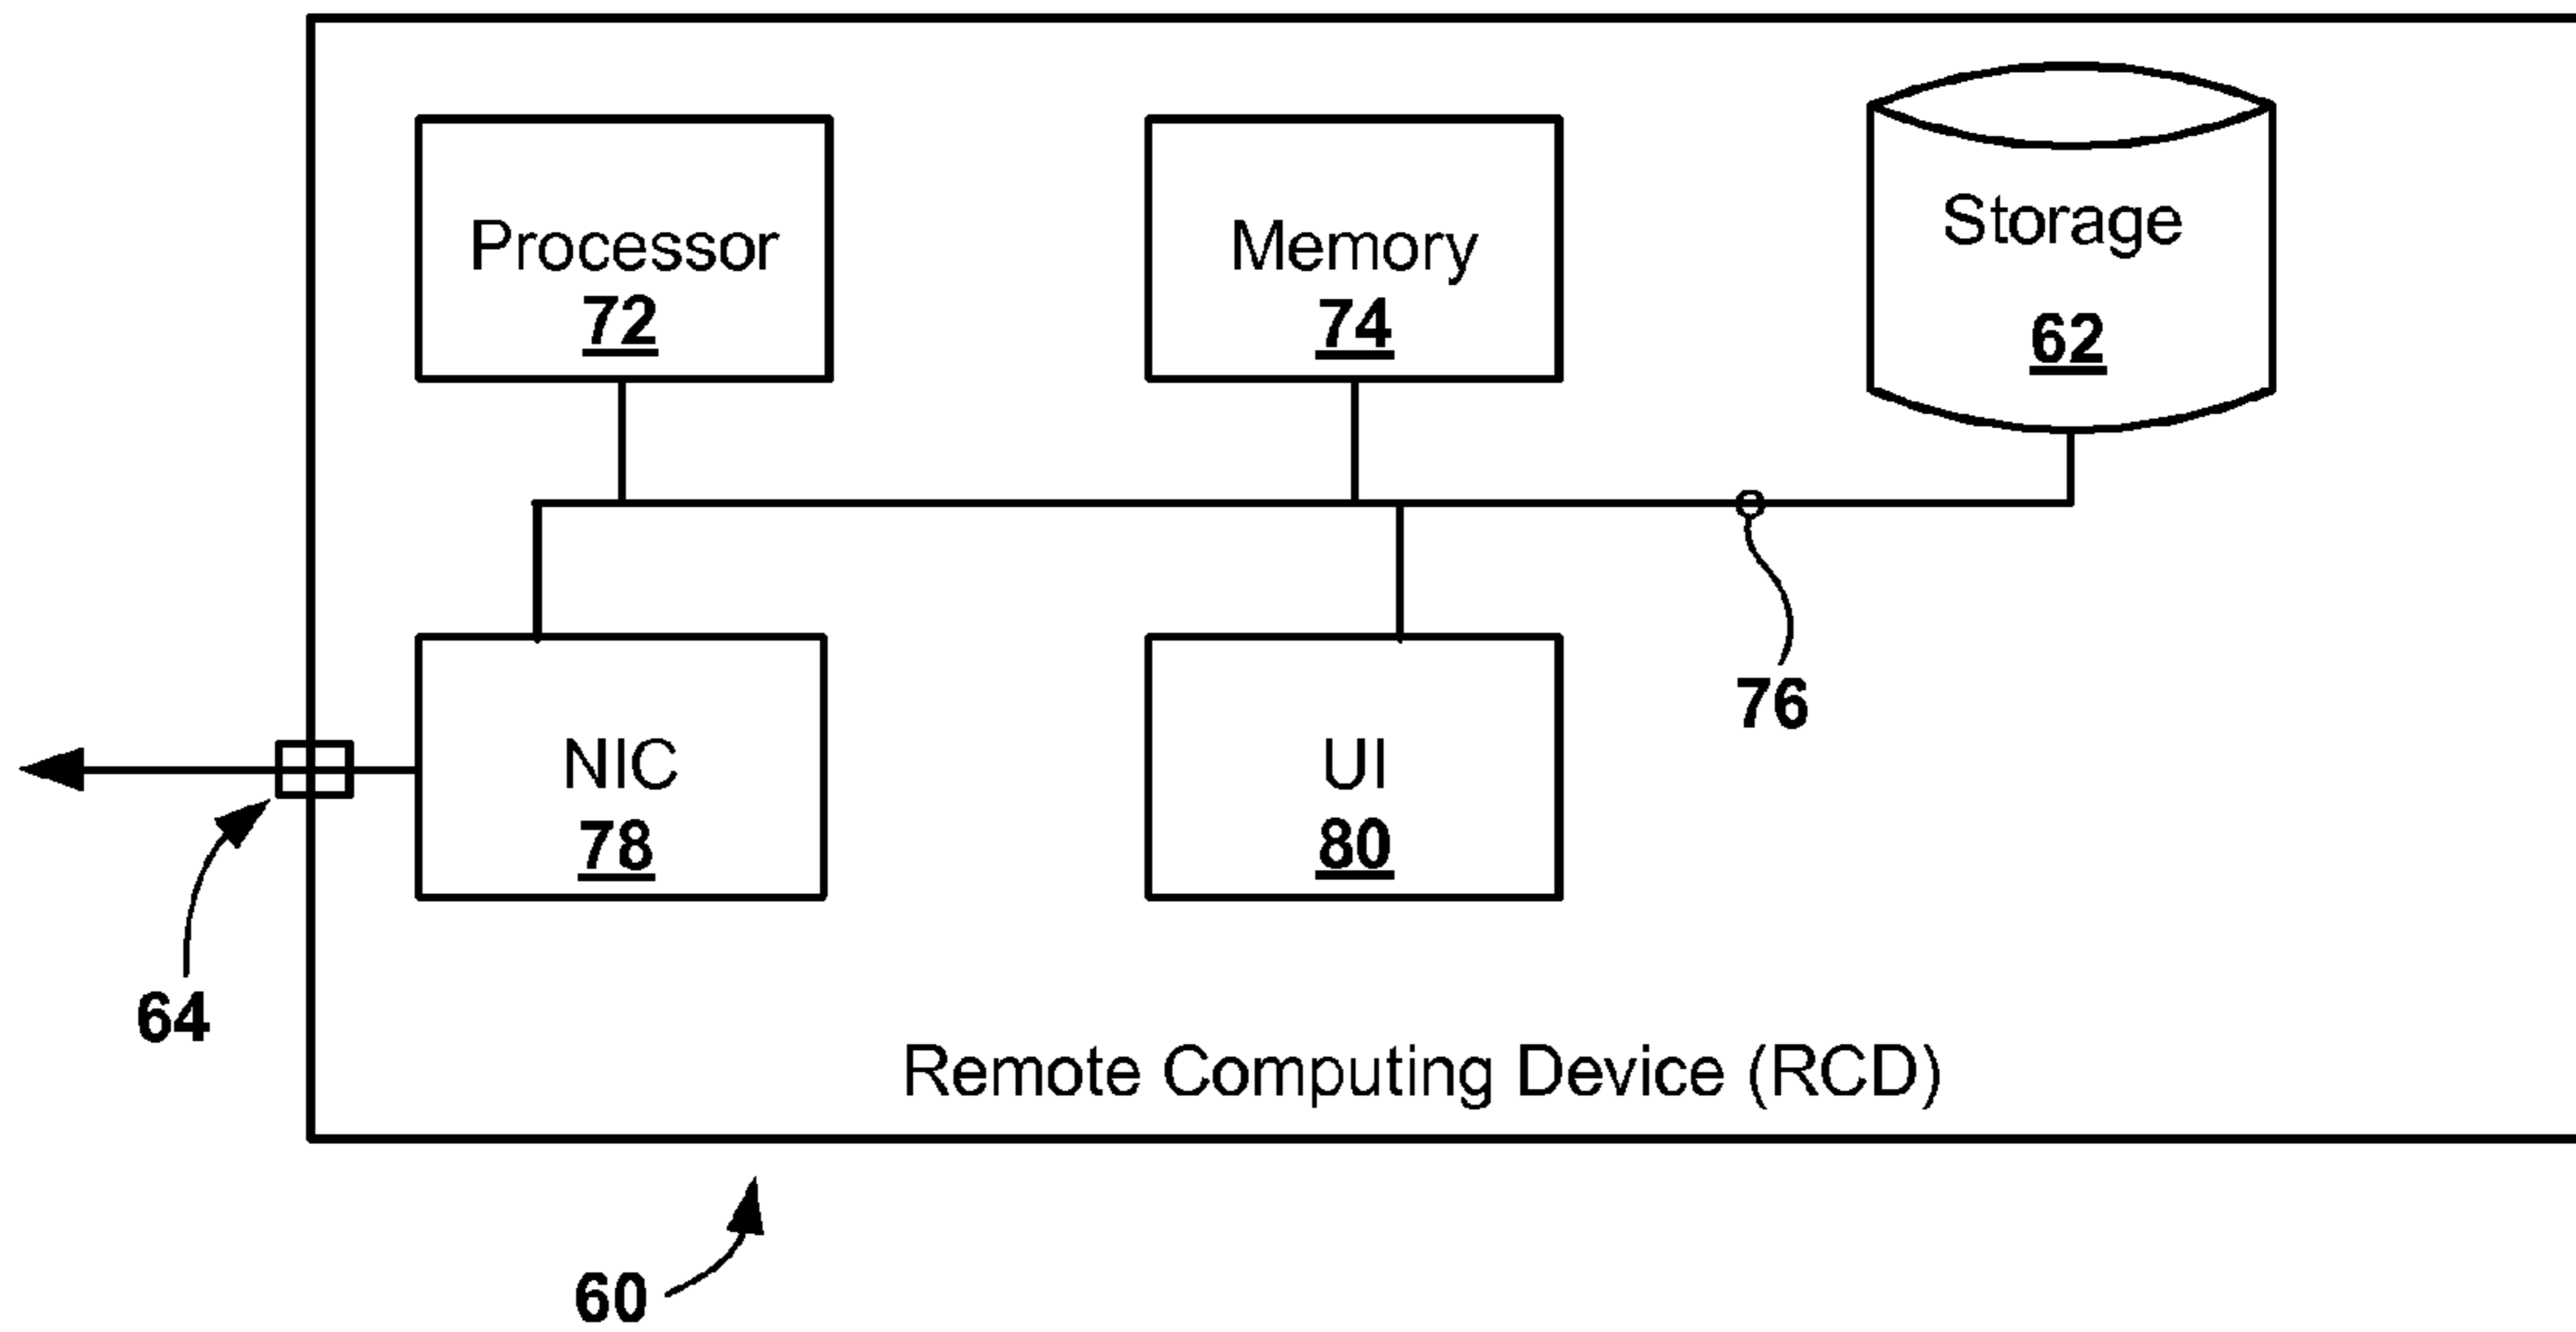 Processor
72
Memory
74
Storage
62
76
NIC
78
UI
80
64
Remote Computing Device (RCD)
60